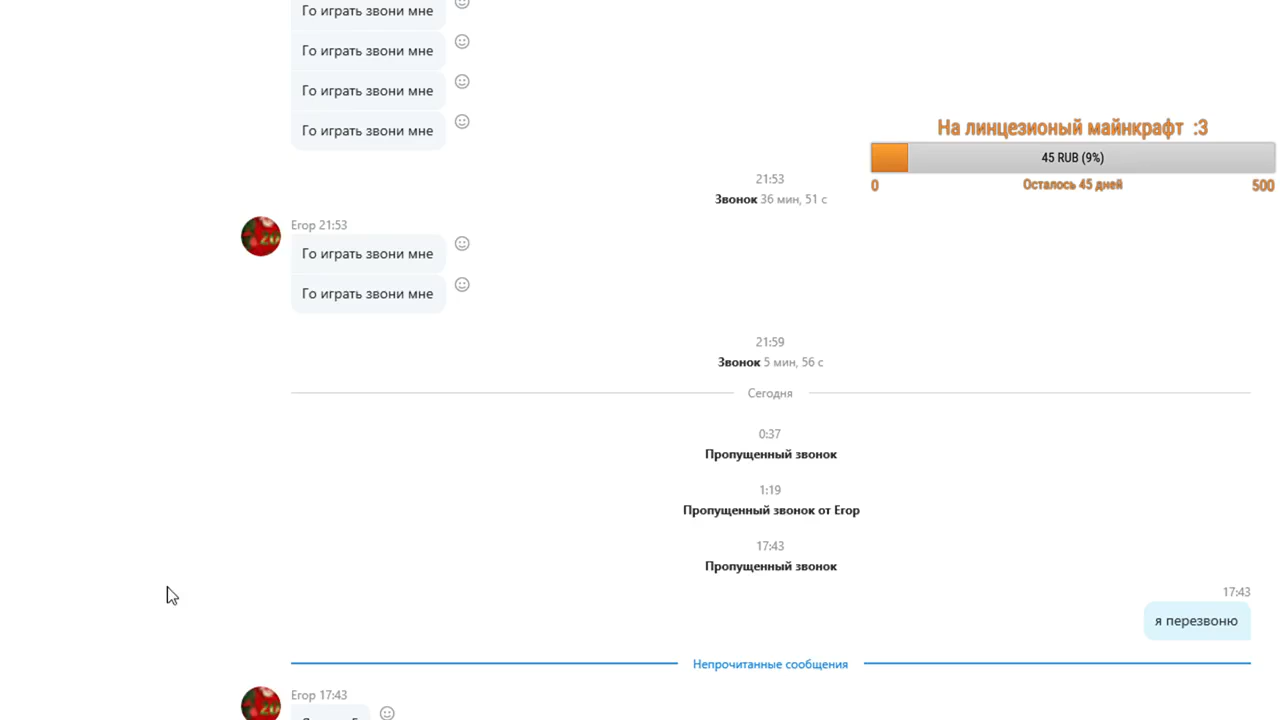 Го играть звони мне
Го играть звони мне
Го играть звони мне
Го играть звони мне
На линцезионый майнкрафт :3
45 RUB (9%)
0
Осталось 45 дней
500
21:53
Звонок 36 мин, 51 с
Егор 21:53
Го играть звони мне
Го играть звони мне
21:59
Звонок 5 мин, 56 с
Сегодня
0:37
Пропущенный звонок
1:19
Пропущенный звонок от Егор
17:43
Пропущенный звонок
17:43
я перезвоню
Непрочитанные сообщения
Егор 17:43